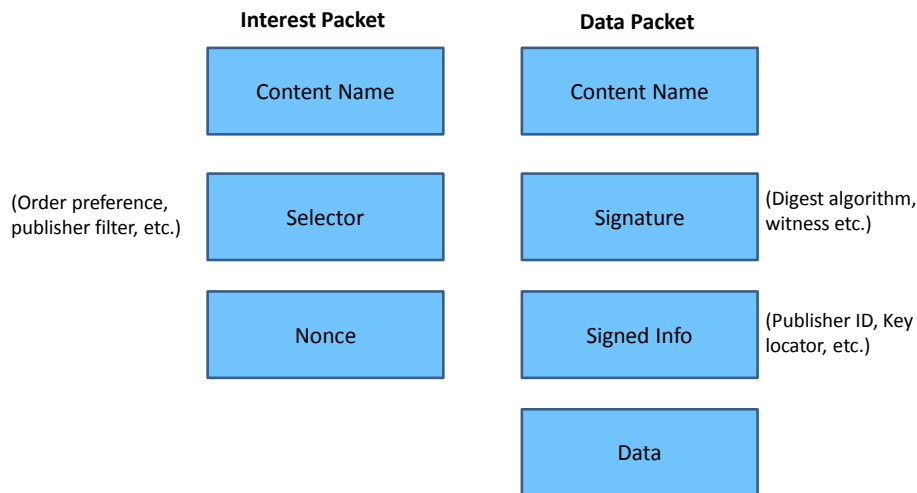 Interest Packet
Content Name
(Order preference,
publisher filter, etc.)
Selector
Nonce
Data Packet
Content Name
Signature
(Digest algorithm,
witness etc.)
Signed Info
(Publisher ID, Key
locator, etc.)
Data